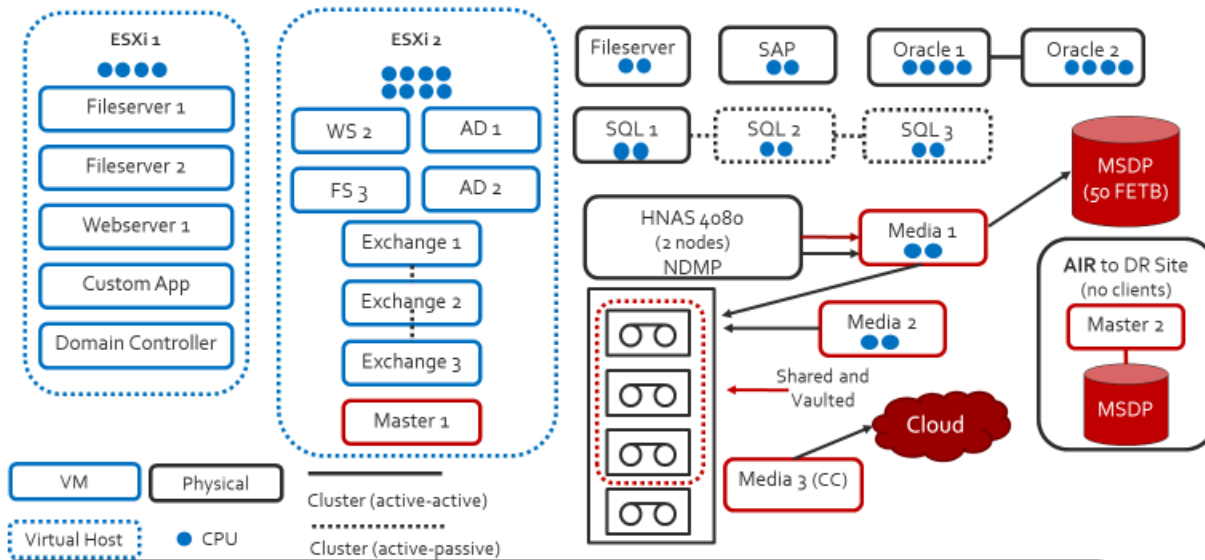 ESXi 1
Fileserver 1
Fileserver 2
Webserver 1
Custom App
Domain Controller
ESXi 2
WS 2
AD 1
FS 3
AD 2
Exchange 1
Exchange 2
Exchange 3
Master 1
Fileserver
SAP
Oracle 1
Oracle 2
SQL 1
SQL 2
SQL 3
HNAS 4080
(2 nodes)
NDMP
Media 1
MSDP
(50 FETB)
Media 2
Shared and
Vaulted
Media 3 (CC)
Cloud
AIR to DR Site
(no clients)
Master 2
MSDP
VM
Physical
Cluster (active-active)
Virtual Host
CPU
Cluster (active-passive)